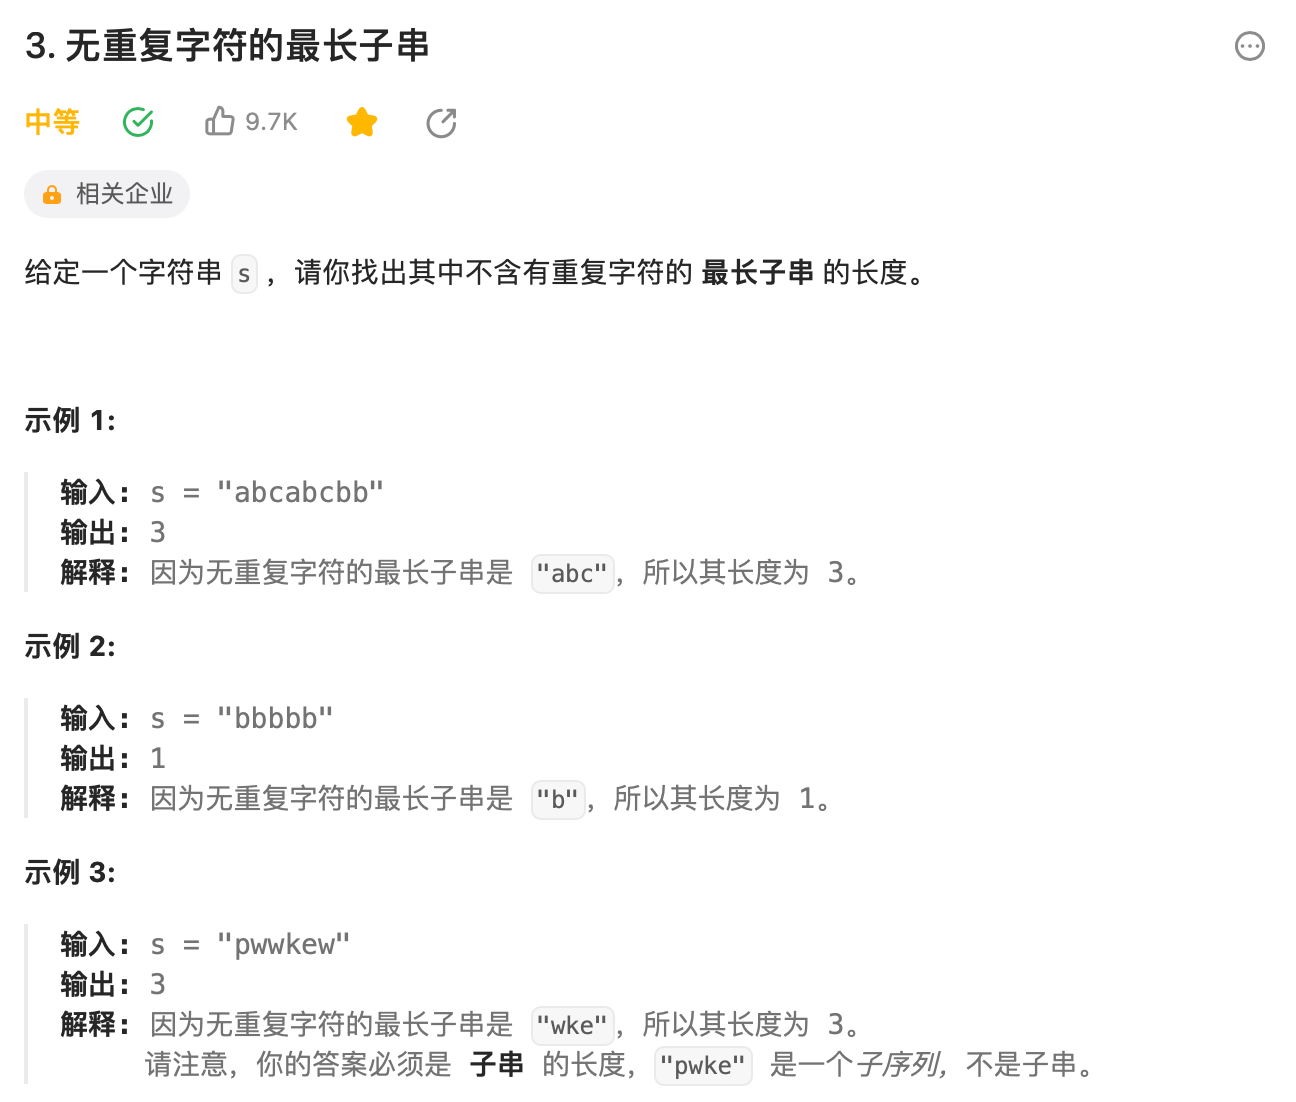 3. 无重复字符的最长子串
中等 9.7K
相关企业
给定一个字符串 s ，请你找出其中不含有重复字符的 最长子串 的长度。
示例 1:
输入: s = "abcabcbb"
输出: 3
解释: 因为无重复字符的最长子串是 "abc"，所以其长度为 3。
示例 2:
输入: s = "bbbbb"
输出: 1
解释: 因为无重复字符的最长子串是 "b"，所以其长度为 1。
示例 3:
输入: s = "pwwkew"
输出: 3
解释: 因为无重复字符的最长子串是 "wke"，所以其长度为 3。
请注意，你的答案必须是 子串 的长度，"pwke" 是一个子序列，不是子串。